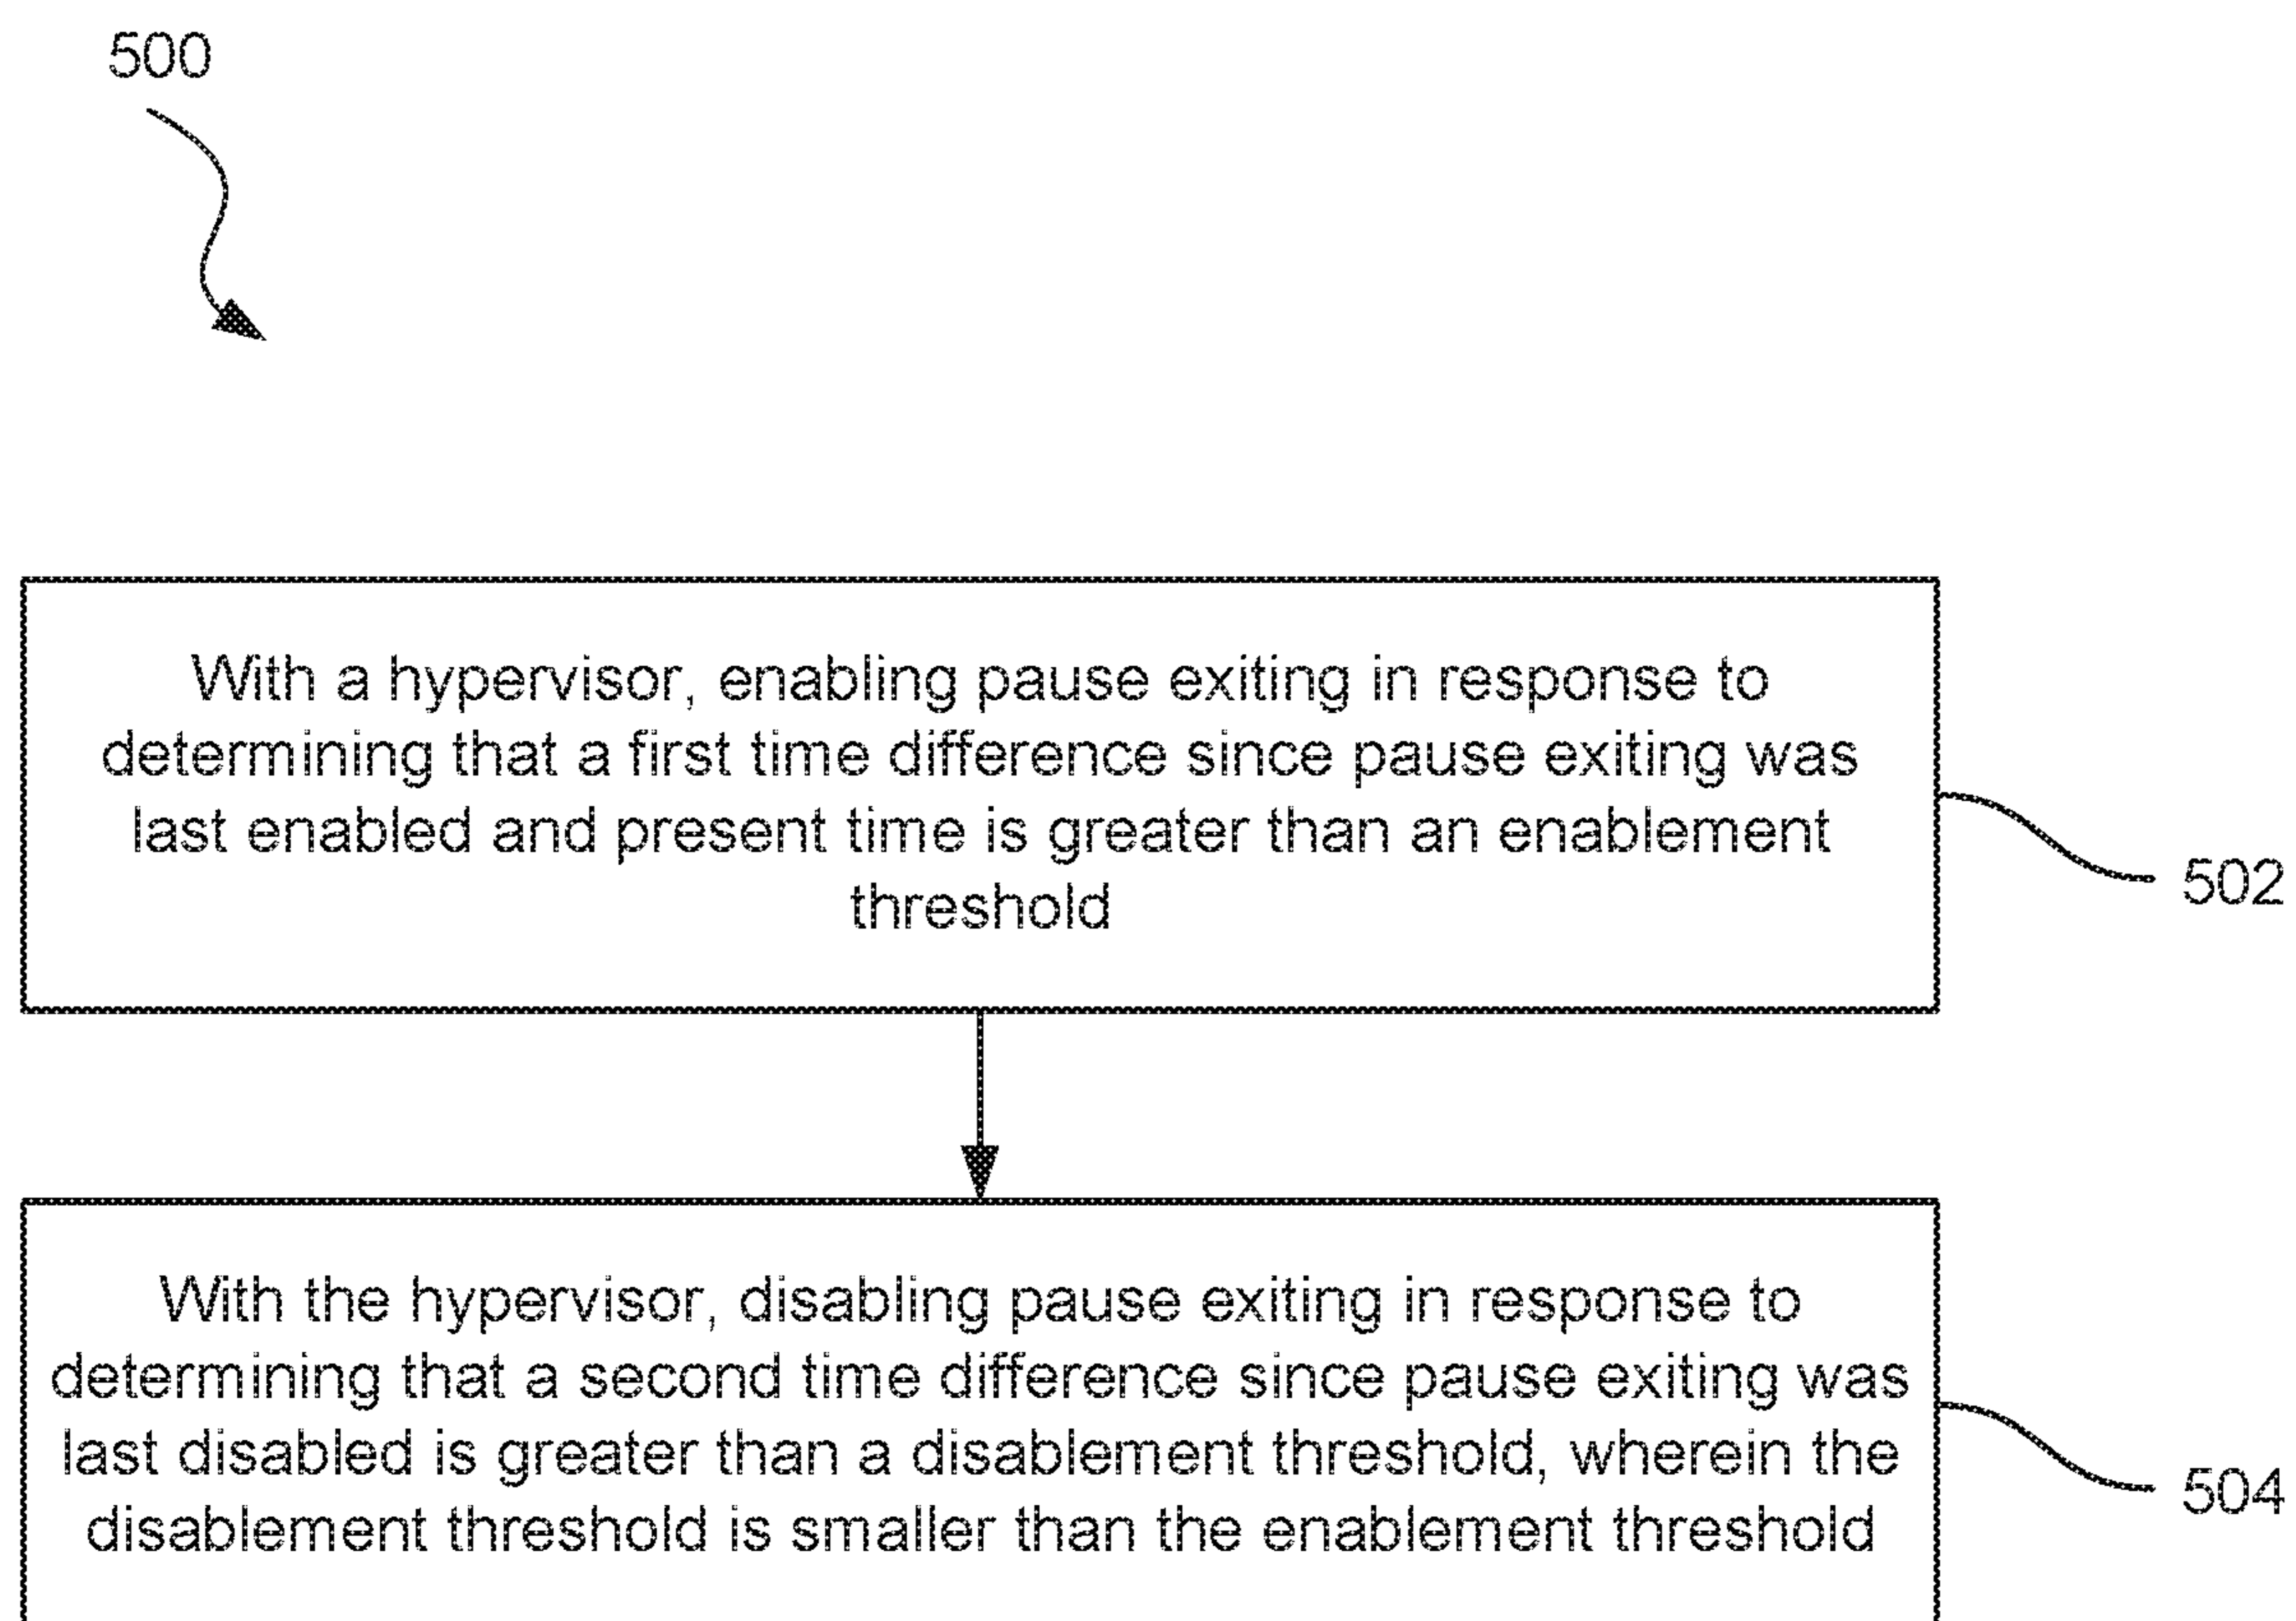 500
With a hypervisor, enabling pause exiting in response to
determining that a first time difference since pause exiting was
last enabled and present time is greater than an enablement
threshold
502
With the hypervisor, disabling pause exiting in response to
determining that a second time difference since pause exiting was
last disabled is greater than a disablement threshold, wherein the
disablement threshold is smaller than the enablement threshold
504